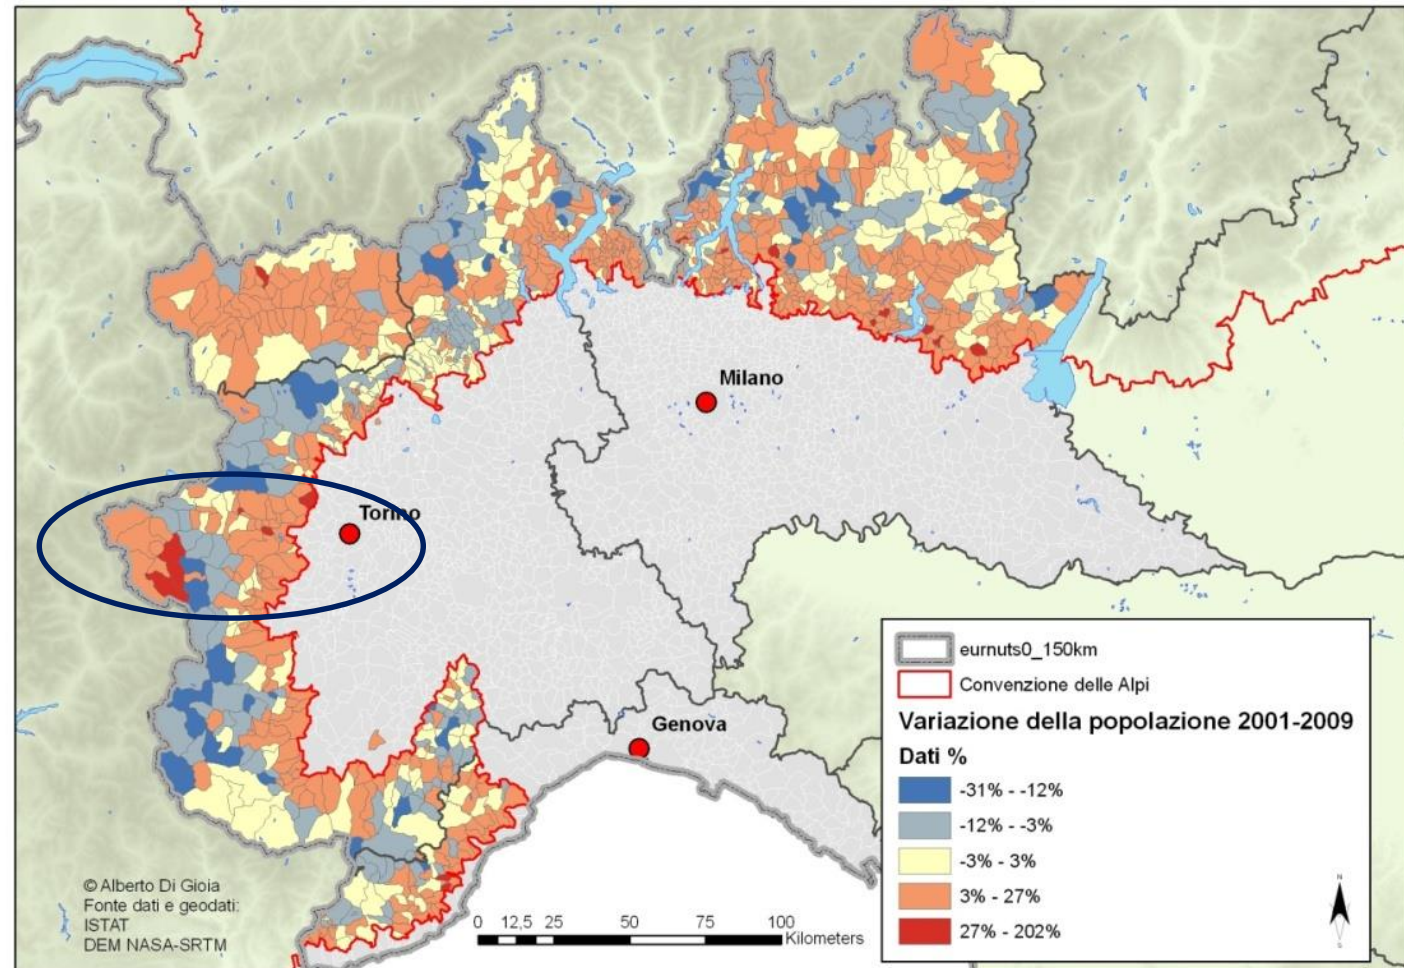 Milano
Torino
Genova
eurnuts0_150km
Convenzione delle Alpi
Variazione della popolazione 2001-2009
Dati %
-31% - -12%
-12% - -3%
-3% - 3%
3% - 27%
27% - 202%
© Alberto Di Gioia
Fonte dati e geodati:
ISTAT
DEM NASA-SRTM
0 12,5 25 50 75 100
Kilometers
N
S